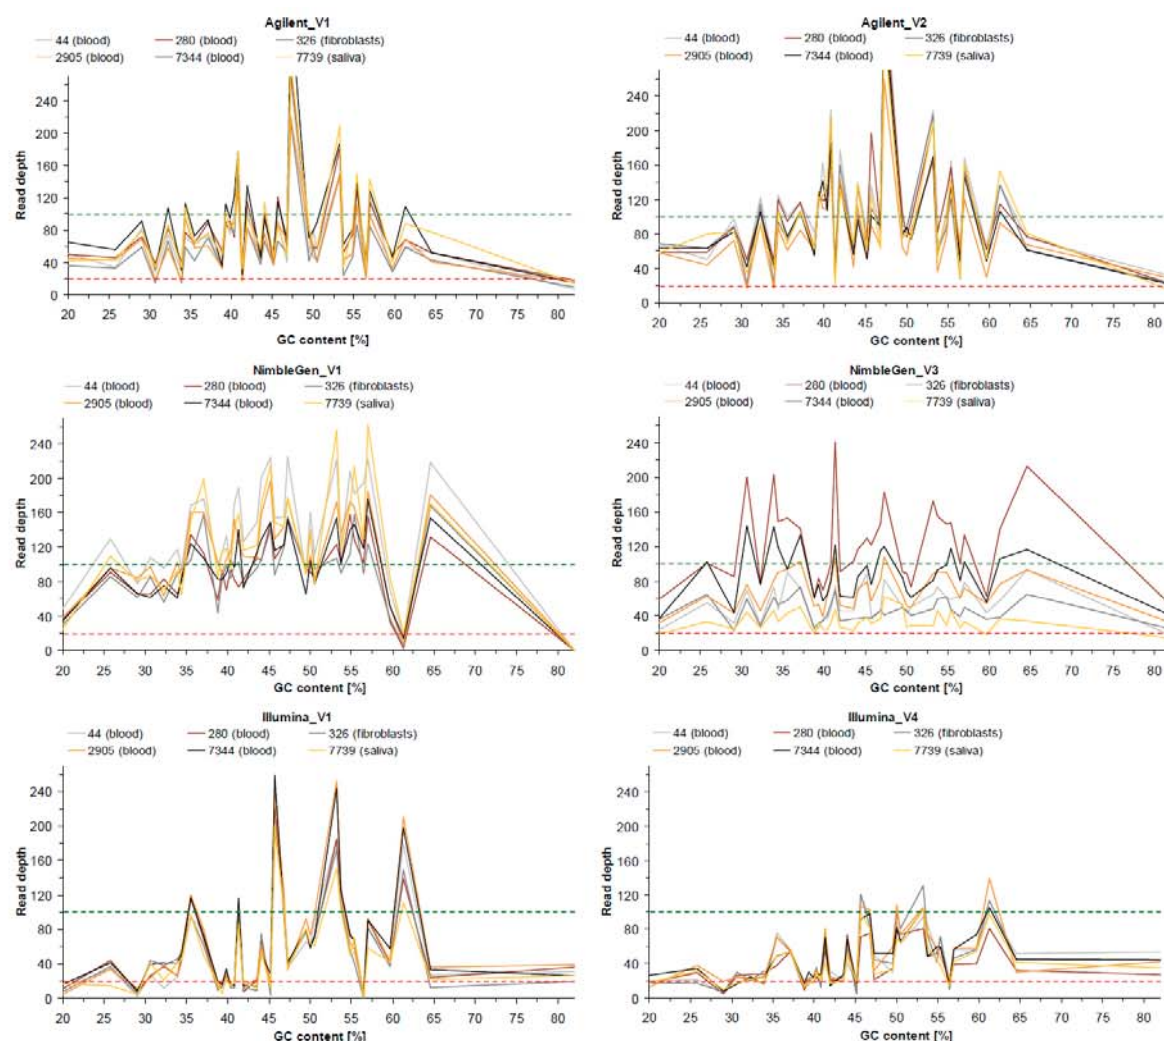 Agilent_V1
44 (blood) 280 (blood) 326 (fibroblasts)
2905 (blood) 7344 (blood) 7739 (saliva)
Read depth
240
200
160
120
80
40
0
20 25 30 35 40 45 50 55 60 65 70 75 80
GC content [%]
Agilent_V2
44 (blood) 280 (blood) 326 (fibroblasts)
2905 (blood) 7344 (blood) 7739 (saliva)
Read depth
240
200
160
120
80
40
0
20 25 30 35 40 45 50 55 60 65 70 75 80
GC content [%]
NimbleGen_V1
44 (blood) 280 (blood) 326 (fibroblasts)
2905 (blood) 7344 (blood) 7739 (saliva)
Read depth
240
200
160
120
80
40
0
20 25 30 35 40 45 50 55 60 65 70 75 80
GC content [%]
NimbleGen_V3
44 (blood) 280 (blood) 326 (fibroblasts)
2905 (blood) 7344 (blood) 7739 (saliva)
Read depth
240
200
160
120
80
40
0
20 25 30 35 40 45 50 55 60 65 70 75 80
GC content [%]
Illumina_V1
44 (blood) 280 (blood) 326 (fibroblasts)
2905 (blood) 7344 (blood) 7739 (saliva)
Read depth
240
200
160
120
80
40
0
20 25 30 35 40 45 50 55 60 65 70 75 80
GC content [%]
Illumina_V4
44 (blood) 280 (blood) 326 (fibroblasts)
2905 (blood) 7344 (blood) 7739 (saliva)
Read depth
240
200
160
120
80
40
0
20 25 30 35 40 45 50 55 60 65 70 75 80
GC content [%]